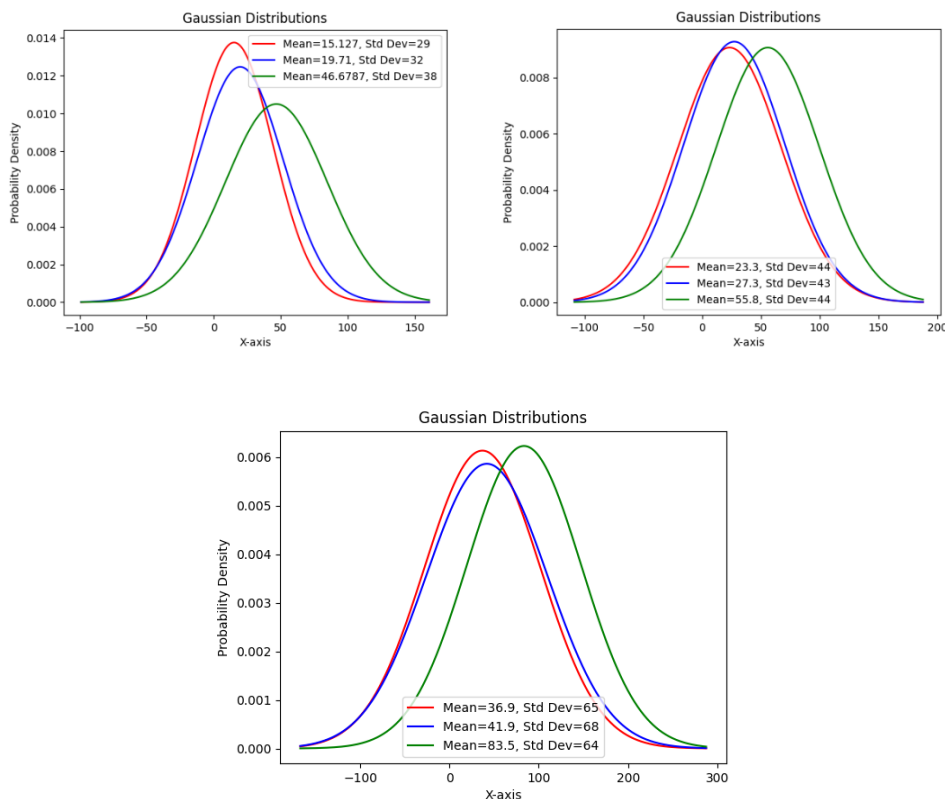 Gaussian Distributions
0.014
0.012
0.010
0.008
0.006
0.004
0.002
0.000
Probability Density
Mean=15.127, Std Dev=29
Mean=19.71, Std Dev=32
Mean=46.6787, Std Dev=38
−100
−50
0
50
100
150
X-axis
Gaussian Distributions
0.008
0.006
0.004
0.002
0.000
Probability Density
Mean=23.3, Std Dev=44
Mean=27.3, Std Dev=43
Mean=55.8, Std Dev=44
−100
−50
0
50
100
150
200
X-axis
Gaussian Distributions
0.006
0.005
0.004
0.003
0.002
0.001
0.000
Probability Density
Mean=36.9, Std Dev=65
Mean=41.9, Std Dev=68
Mean=83.5, Std Dev=64
−100
0
100
200
300
X-axis